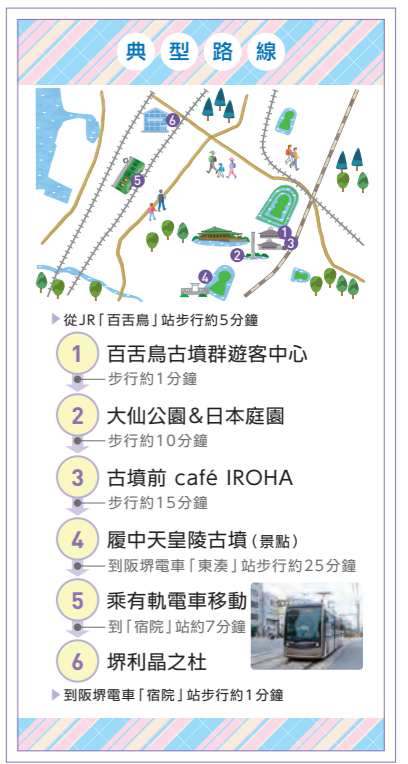 典型路線
6
5
1
3
2
4
▶從JR「百舌鳥」站步行約5分鐘
1 百舌鳥古墳群遊客中心
步行約1分鐘
2 大仙公園&日本庭園
步行約10分鐘
3 古墳前 café IROHA
步行約15分鐘
4 履中天皇陵古墳(景點)
到阪堺電車「東湊」站步行約25分鐘
5 乘有軌電車移動
到「宿院」站約7分鐘
6 堺利晶之杜
▶到阪堺電車「宿院」站步行約1分鐘